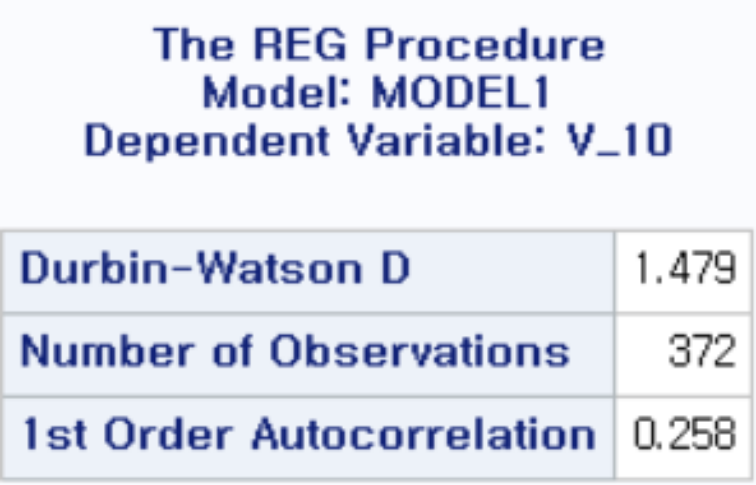 The REG Procedure
Model: MODEL1
Dependent Variable: V_10
Durbin-Watson D 1.479
Number of Observations 372
1st Order Autocorrelation 0.258